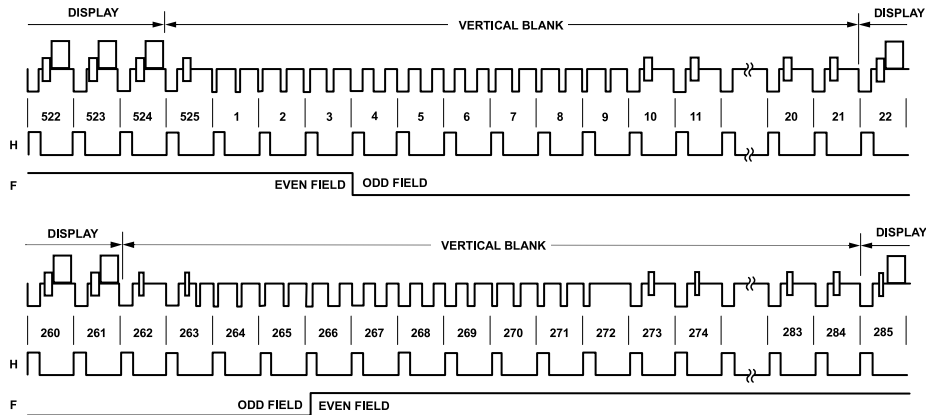 DISPLAY VERTICAL BLANK DISPLAY
522 523 524 525 1 2 3 4 5 6 7 8 9 10 11 20 21 22
H
EVEN FIELD ODD FIELD
F
DISPLAY VERTICAL BLANK DISPLAY
260 261 262 263 264 265 266 267 268 269 270 271 272 273 274 283 284 285
H
ODD FIELD EVEN FIELD
F